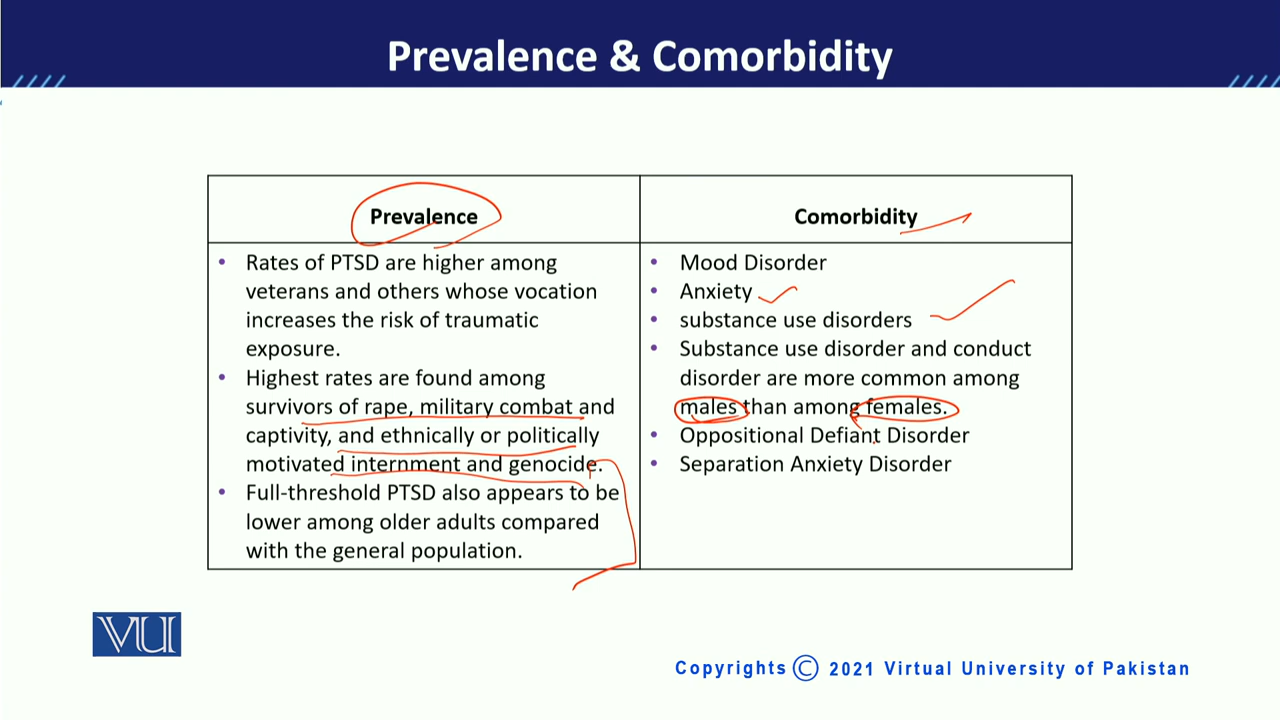 Prevalence & Comorbidity
Prevalence
• Rates of PTSD are higher among
veterans and others whose vocation
increases the risk of traumatic
exposure.
• Highest rates are found among
survivors of rape, military combat and
captivity, and ethnically or politically
motivated internment and genocide.
• Full-threshold PTSD also appears to be
lower among older adults compared
with the general population.
Comorbidity
• Mood Disorder
• Anxiety
• substance use disorders
• Substance use disorder and conduct
disorder are more common among
males than among females.
• Oppositional Defiant Disorder
• Separation Anxiety Disorder
VU
Copyrights © 2021 Virtual University of Pakistan